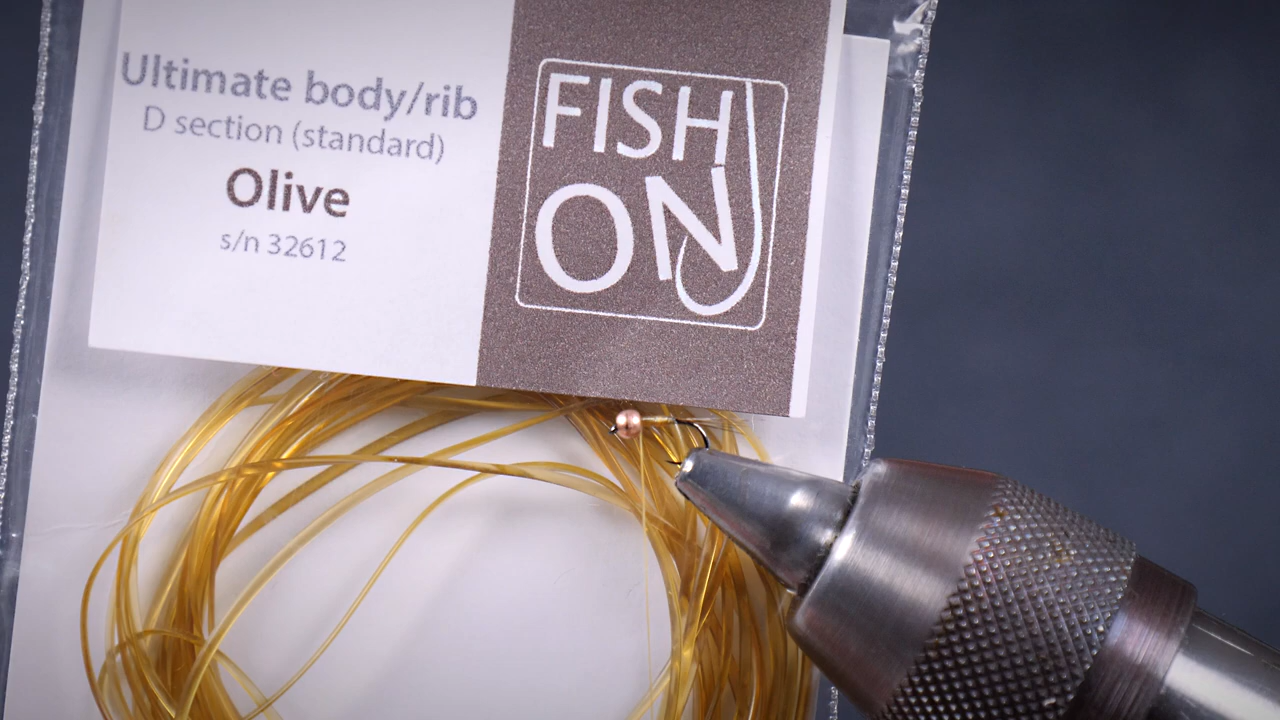 Ultimate body/rib
D section (standard)
Olive
s/n 32612
FISH
ON